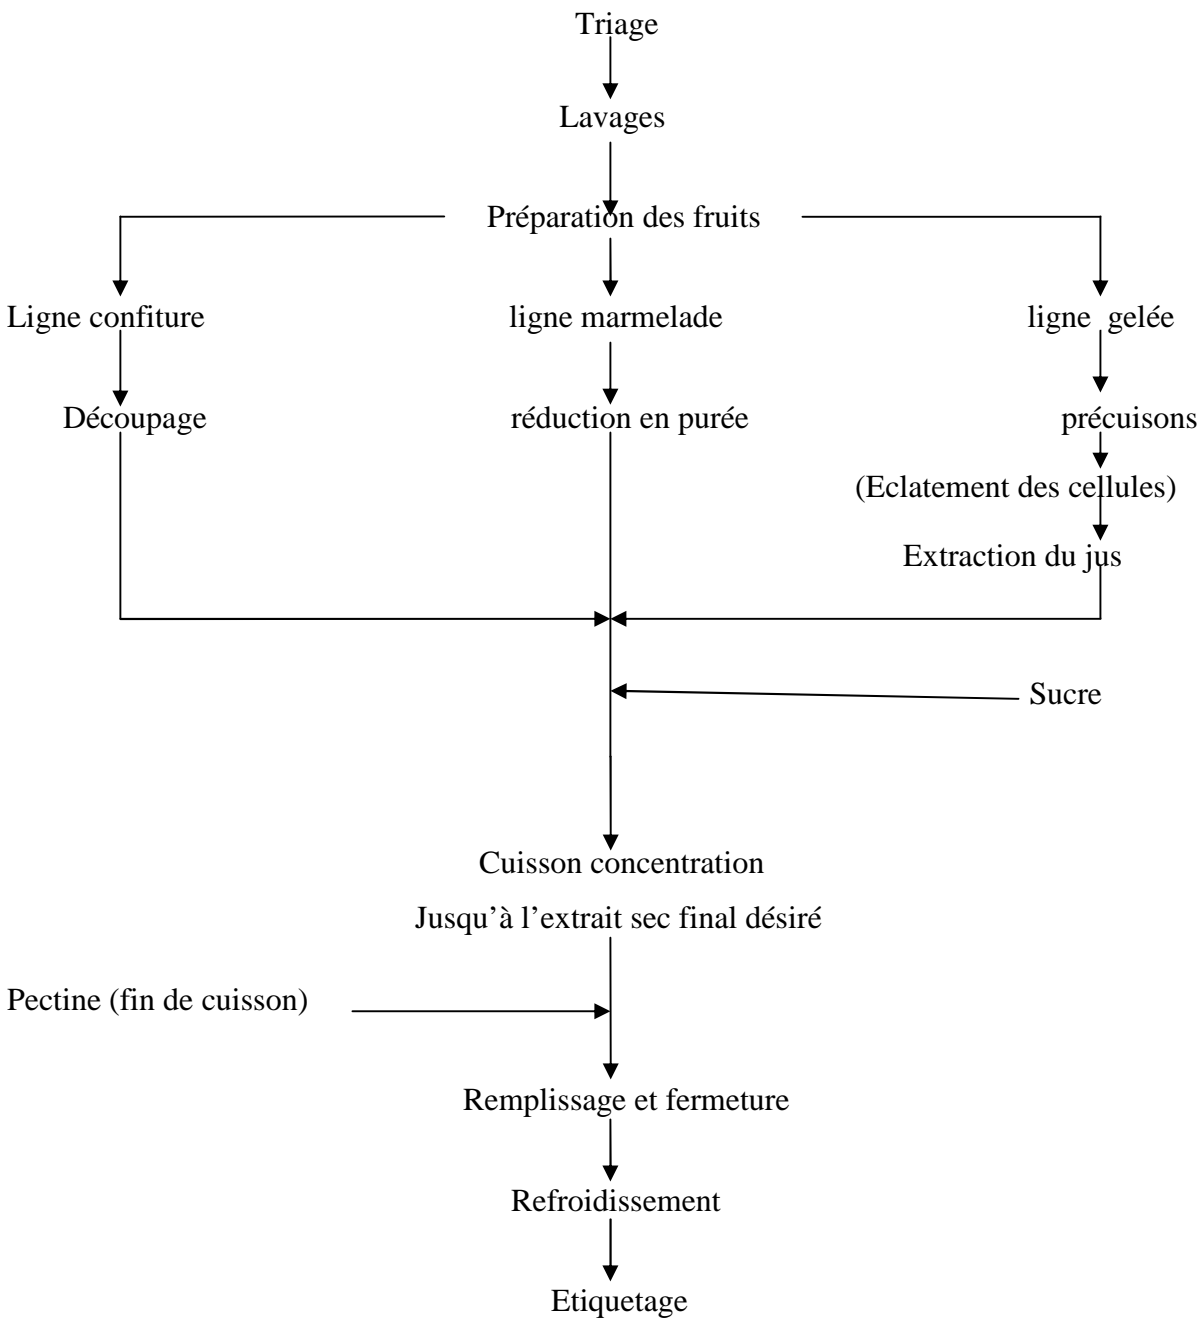 Triage
Lavages
Préparation des fruits
Ligne confiture
ligne marmelade
ligne gelée
Découpage
réduction en purée
précuisons
(Eclatement des cellules)
Extraction du jus
Sucre
Cuisson concentration
Jusqu’à l’extrait sec final désiré
Pectine (fin de cuisson)
Remplissage et fermeture
Refroidissement
Etiquetage